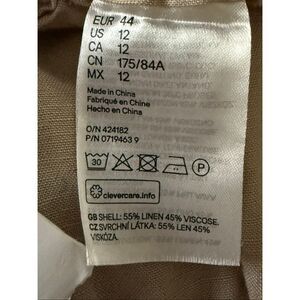 EUR 44
US 12
CA 12
CN 175/84A
MX 12
Made in China
Fabriqué en Chine
Hecho en China
O/N 424182
P/N 0719463 9
30
P
clevercare.info
GB SHELL: 55% LINEN 45% VISCOSE.
CZ SVRCHNÍ LÁTKA: 55% LEN 45%
VISKÓZA.